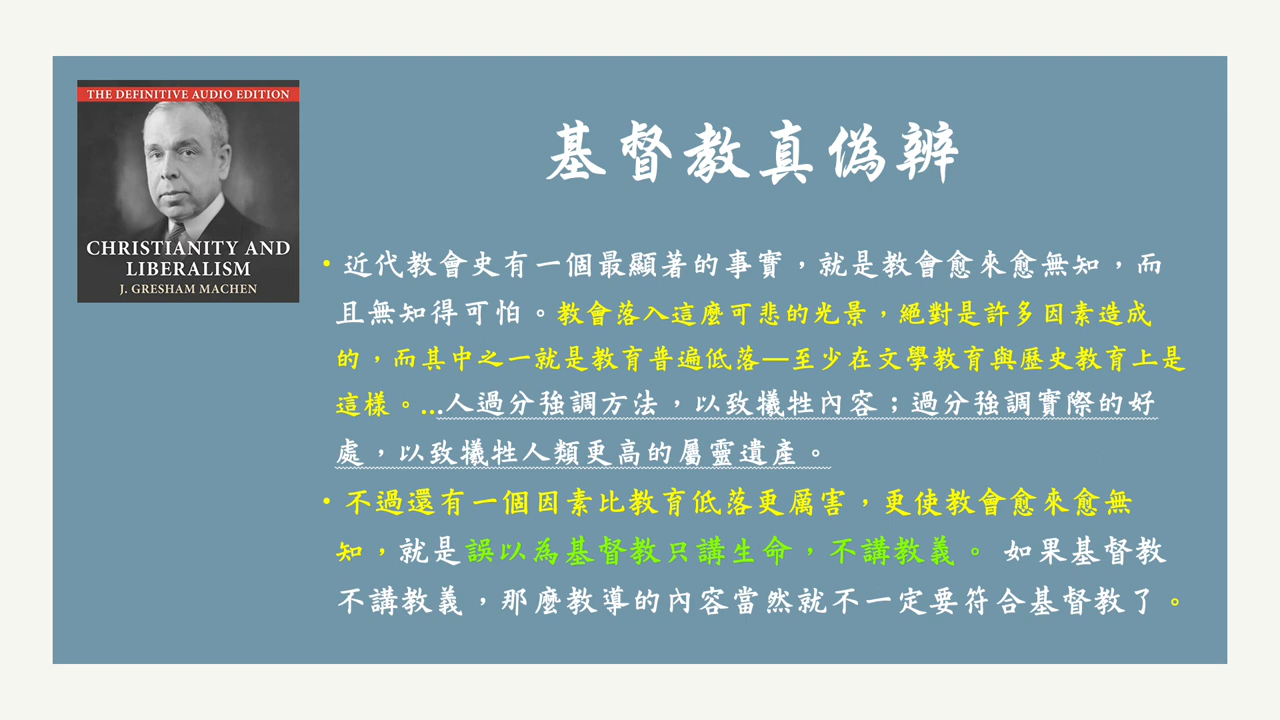 THE DEFINITIVE AUDIO EDITION
CHRISTIANITY AND
LIBERALISM
J. GRESHAM MACHEN
基督教真偽辨
• 近代教會史有一個最顯著的事實，就是教會愈來愈無知，而
且無知得可怕。教會落入這麼可悲的光景，絕對是許多因素造成
的，而其中之一就是教育普遍低落—至少在文學教育與歷史教育上是
這樣。…人過分強調方法，以致犧牲內容；過分強調實際的好
處，以致犧牲人類更高的屬靈遺產。
• 不過還有一個因素比教育低落更厲害，更使教會愈來愈無
知，就是誤以為基督教只講生命，不講教義。 如果基督教
不講教義，那麼教導的內容當然就不一定要符合基督教了。